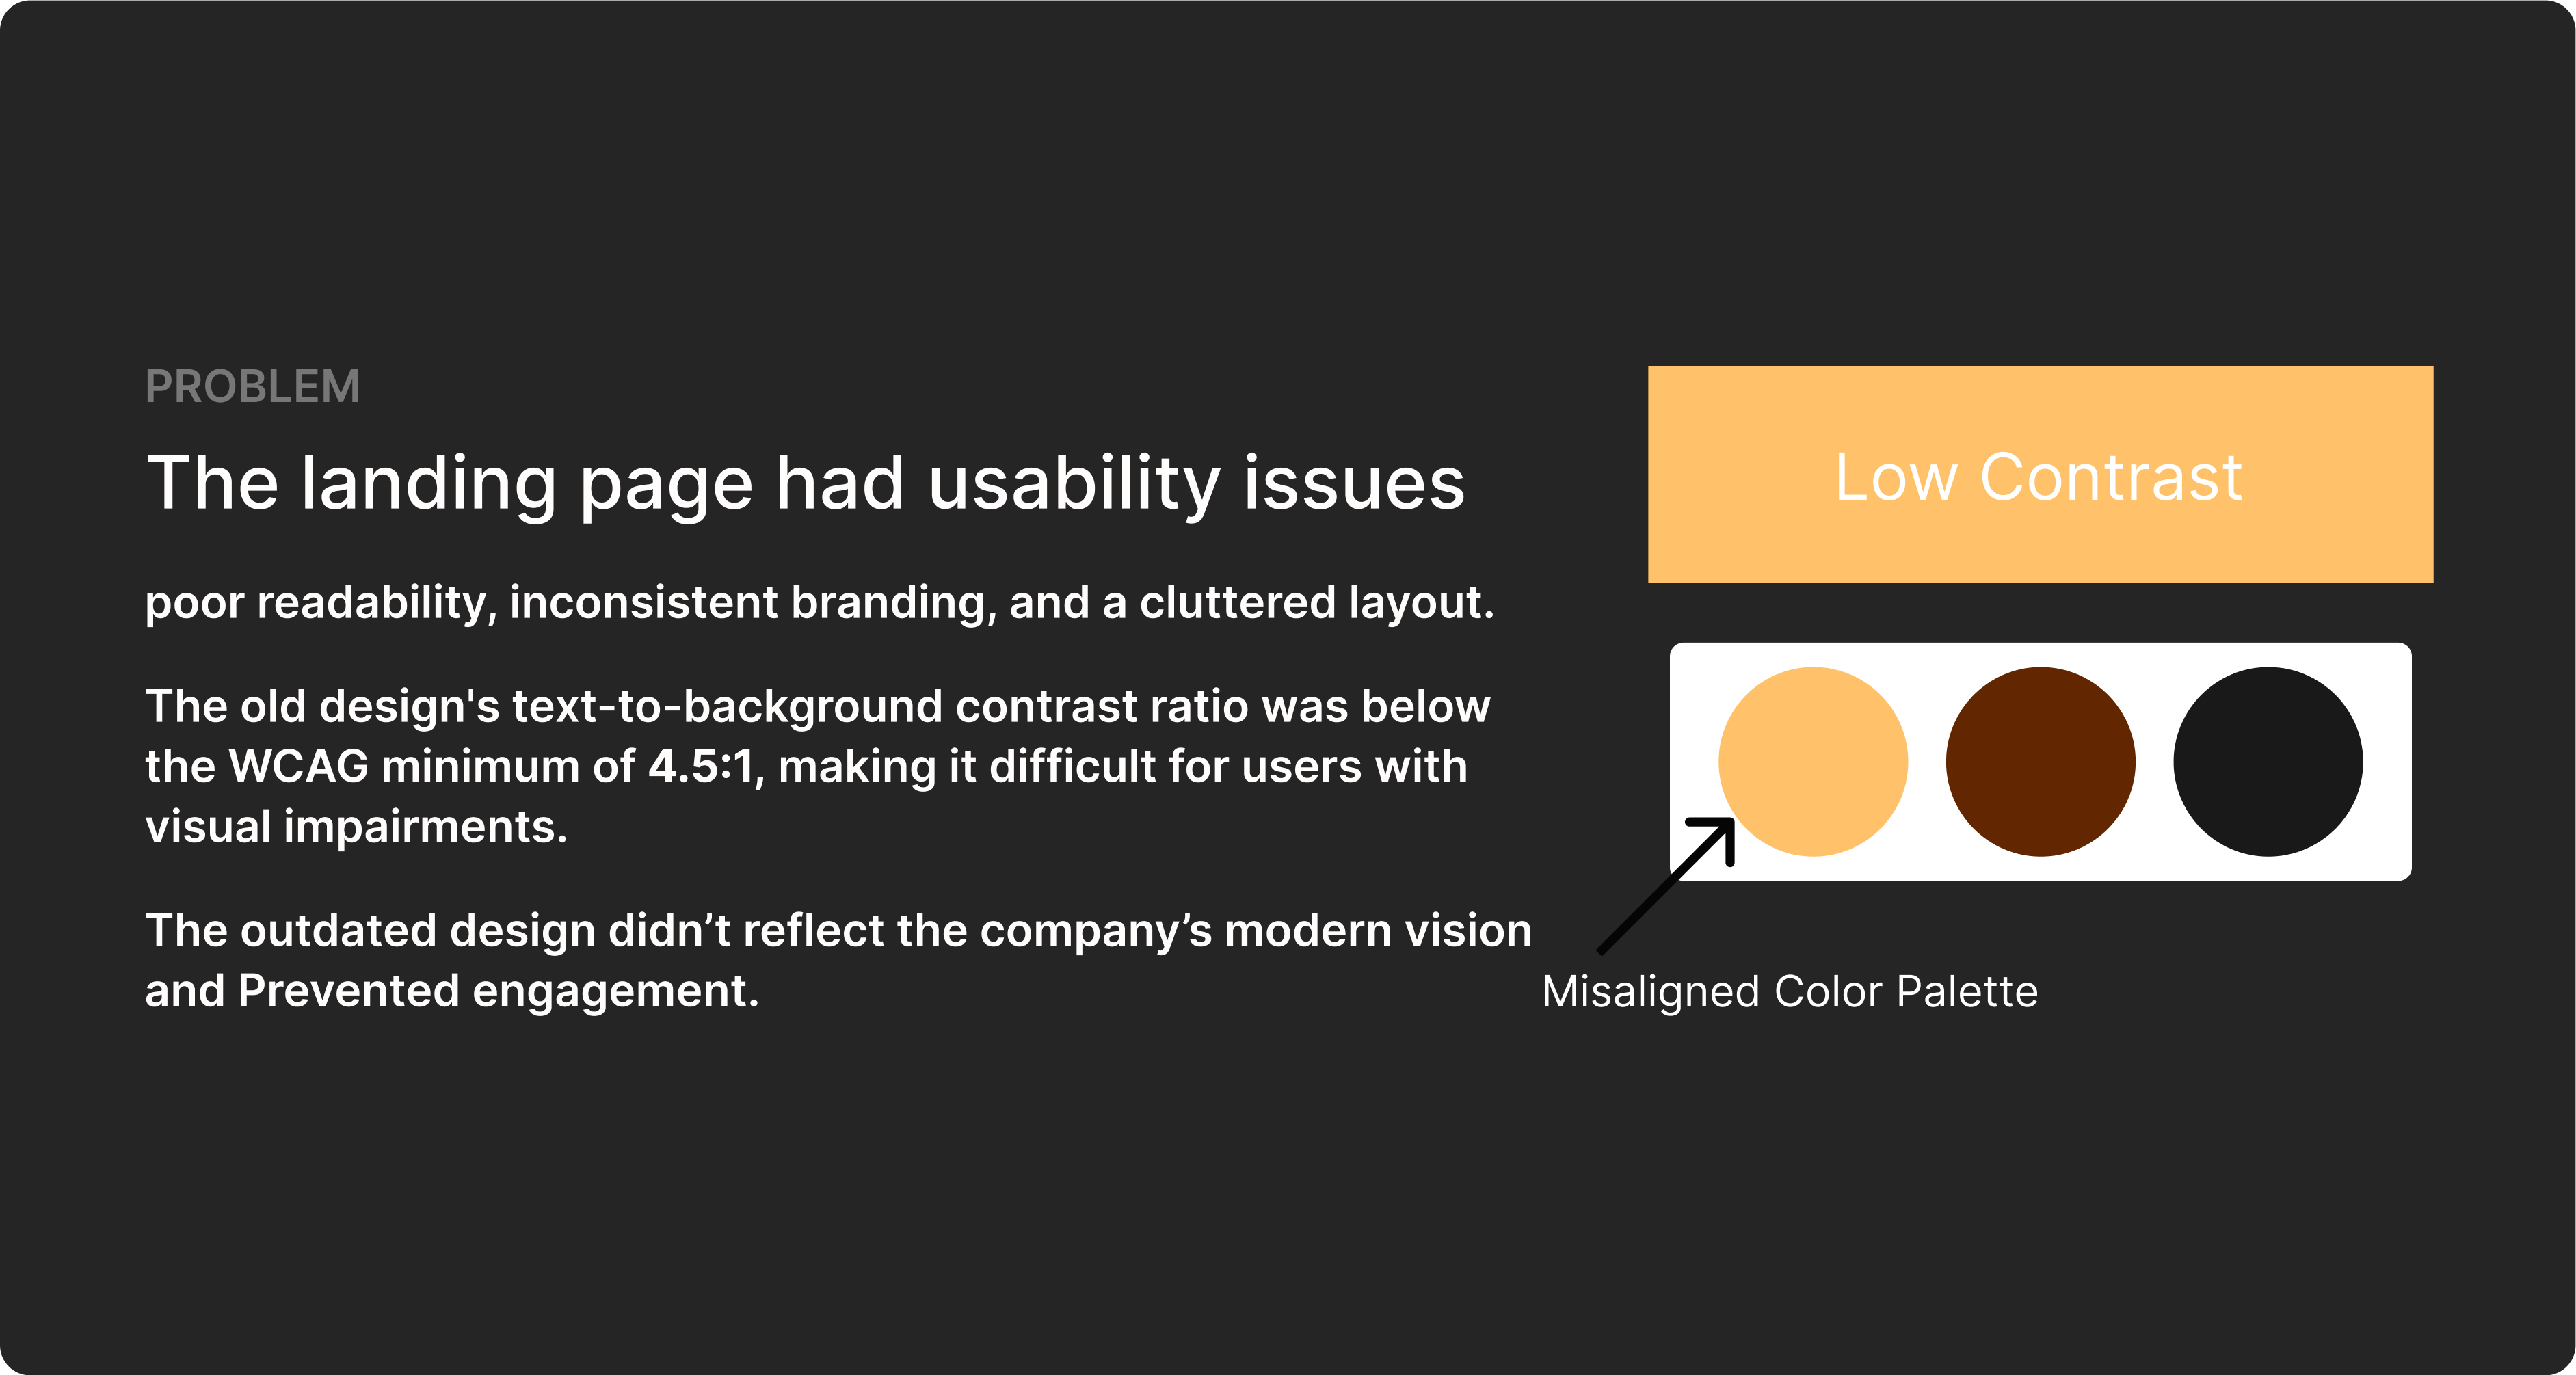 PROBLEM
The landing page had usability issues
poor readability, inconsistent branding, and a cluttered layout.
The old design's text-to-background contrast ratio was below
the WCAG minimum of 4.5:1, making it difficult for users with
visual impairments.
The outdated design didn’t reflect the company’s modern vision
and Prevented engagement.
Low Contrast
Misaligned Color Palette